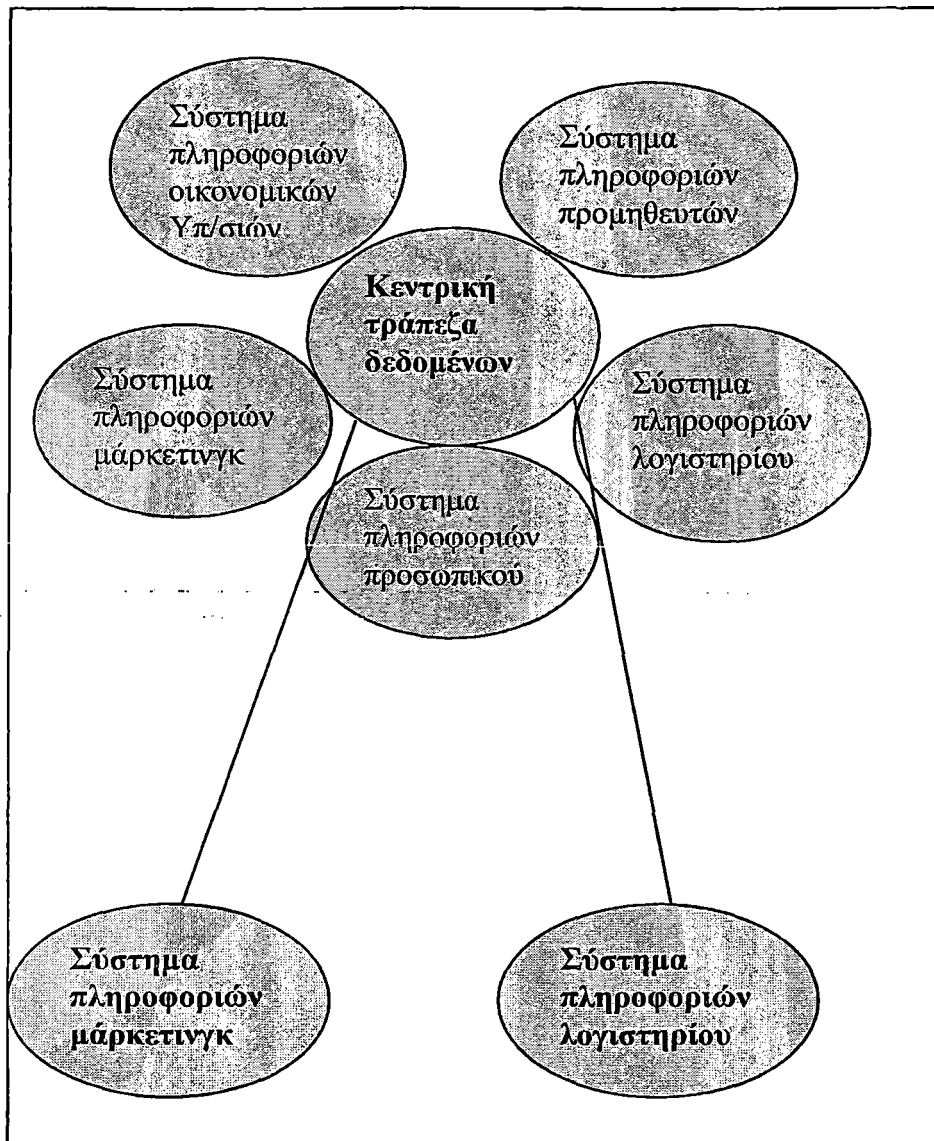 Σύστημα
πληροφοριών
οικονομικών
Υπ/σιών
Σύστημα
πληροφοριών
προμηθευτών
Κεντρική
τράπεζα
δεδομένων
Σύστημα
πληροφοριών
μάρκετινγκ
Σύστημα
πληροφοριών
λογιστηρίου
Σύστημα
πληροφοριών
προσωπικού
Σύστημα
πληροφοριών
μάρκετινγκ
Σύστημα
πληροφοριών
λογιστηρίου